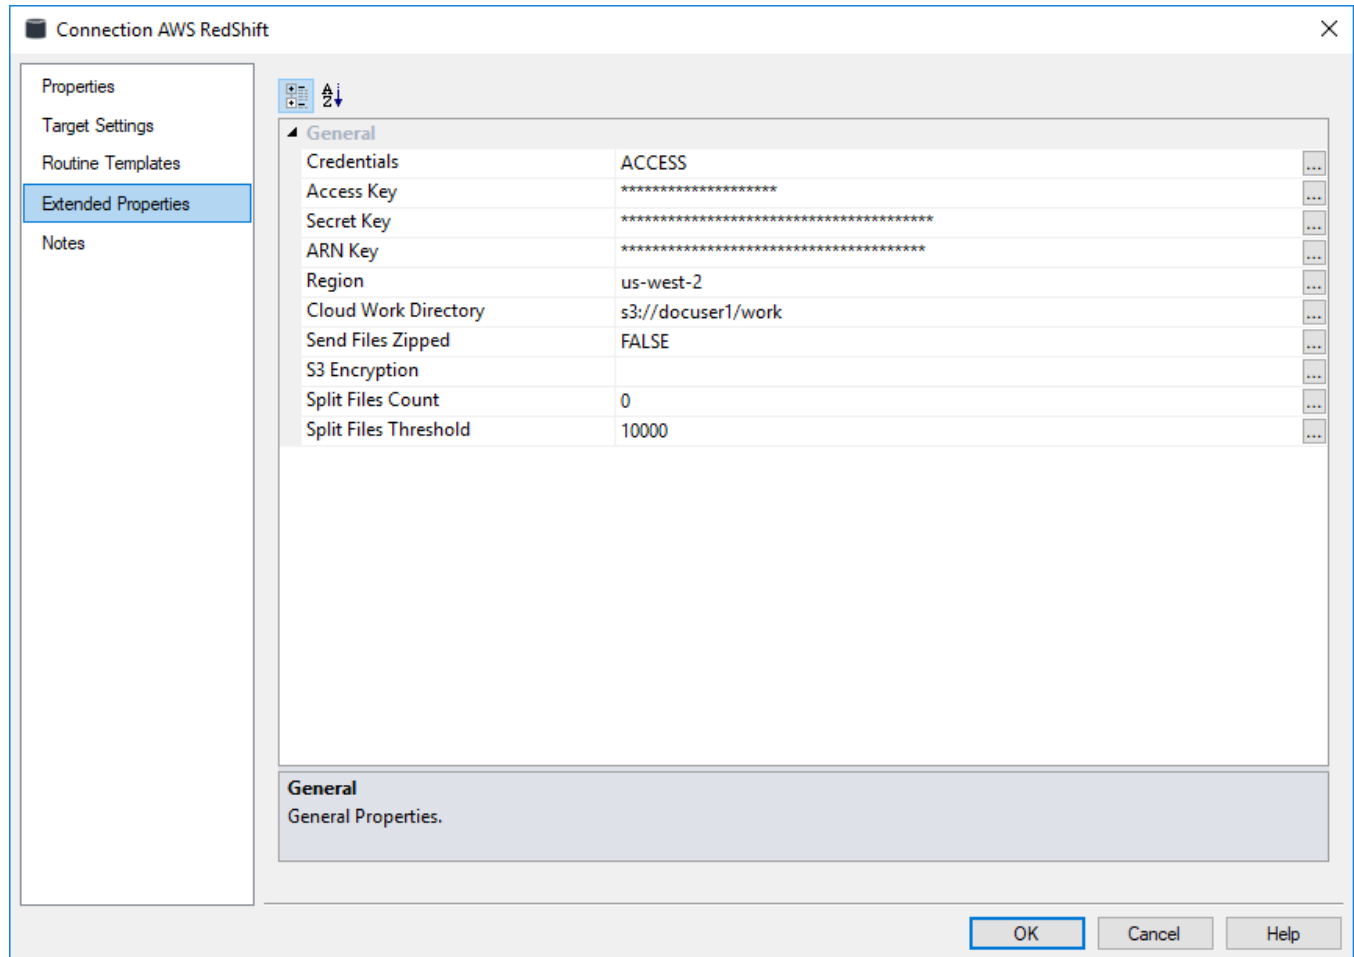 Connection AWS RedShift
Properties
Target Settings
Routine Templates
Extended Properties
Notes
General
Credentials ACCESS ...
Access Key ******************** ...
Secret Key **************************************** ...
ARN Key *************************************** ...
Region us-west-2 ...
Cloud Work Directory s3://docuser1/work ...
Send Files Zipped FALSE ...
S3 Encryption ...
Split Files Count 0 ...
Split Files Threshold 10000 ...
General
General Properties.
OK Cancel Help